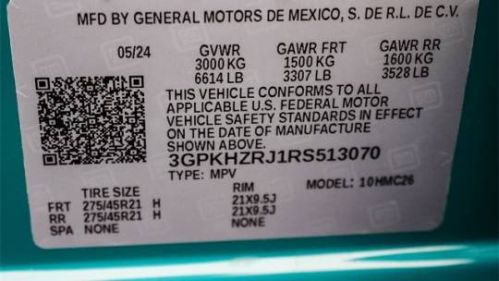 MFD BY GENERAL MOTORS DE MEXICO, S. DE R.L. DE C.V.
05/24 GVWR GAWR FRT GAWR RR
3000 KG 1500 KG 1600 KG
6614 LB 3307 LB 3528 LB
THIS VEHICLE CONFORMS TO ALL
APPLICABLE U.S. FEDERAL MOTOR
VEHICLE SAFETY STANDARDS IN EFFECT
ON THE DATE OF MANUFACTURE
SHOWN ABOVE.
3GPKHZRJ1RS513070
TYPE: MPV MODEL: 10HMC26
TIRE SIZE RIM
FRT 275/45R21 H 21X9.5J
RR 275/45R21 H 21X9.5J
SPA NONE NONE